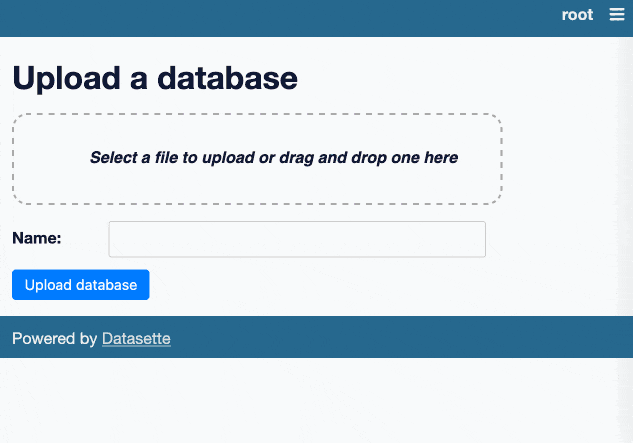 root
Upload a database
Select a file to upload or drag and drop one here
Name:
Upload database
Powered by Datasette